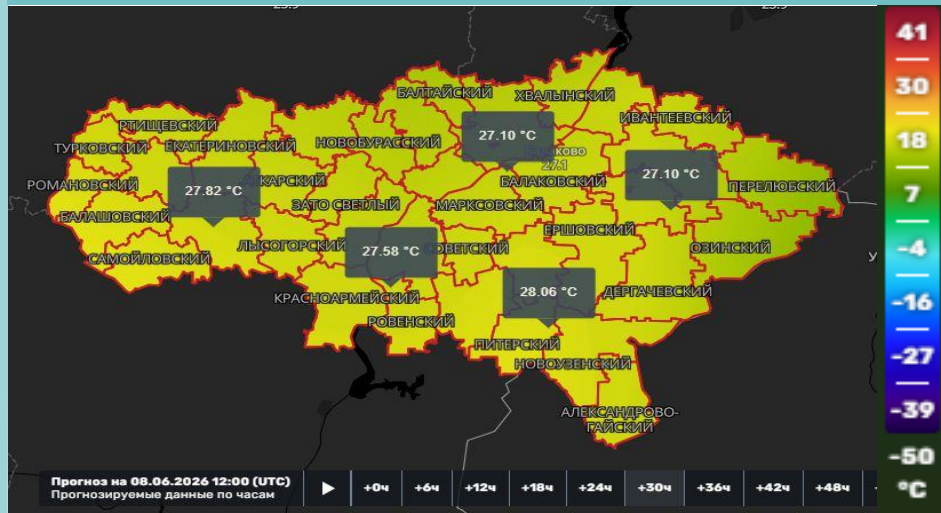 БАЛТАЙСКИЙ
ХВАЛЫНСКИЙ
РТИЩЕВСКИЙ
ИВАНТЕЕВСКИЙ
27.10 °C
ТУРКОВСКИЙ
ЕКАТЕРИНОВСКИЙ
НОВОБУРАССКИЙ
27.1
27.10 °C
РОМАНОВСКИЙ
27.82 °C
БАЛАКОВСКИЙ
ПЕРЕЛЮБСКИЙ
ЗАТО СВЕТЛЫЙ
МАРКСОВСКИЙ
БАЛАШОВСКИЙ
ЕРШОВСКИЙ
ЛЫСОГОРСКИЙ
27.58 °C
ОЗИНСКИЙ
САМОЙЛОВСКИЙ
28.06 °C
ДЕРГАЧЕВСКИЙ
КРАСНОАРМЕЙСКИЙ
РОВЕНСКИЙ
ПИТЕРСКИЙ
НОВОУЗЕНСКИЙ
АЛЕКСАНДРОВО-
ГАЙСКИЙ
Прогноз на 08.06.2026 12:00 (UTC)
Прогнозируемые данные по часам
+0ч +6ч +12ч +18ч +24ч +30ч +36ч +42ч +48ч
41
30
18
7
-4
-16
-27
-39
-50
°C